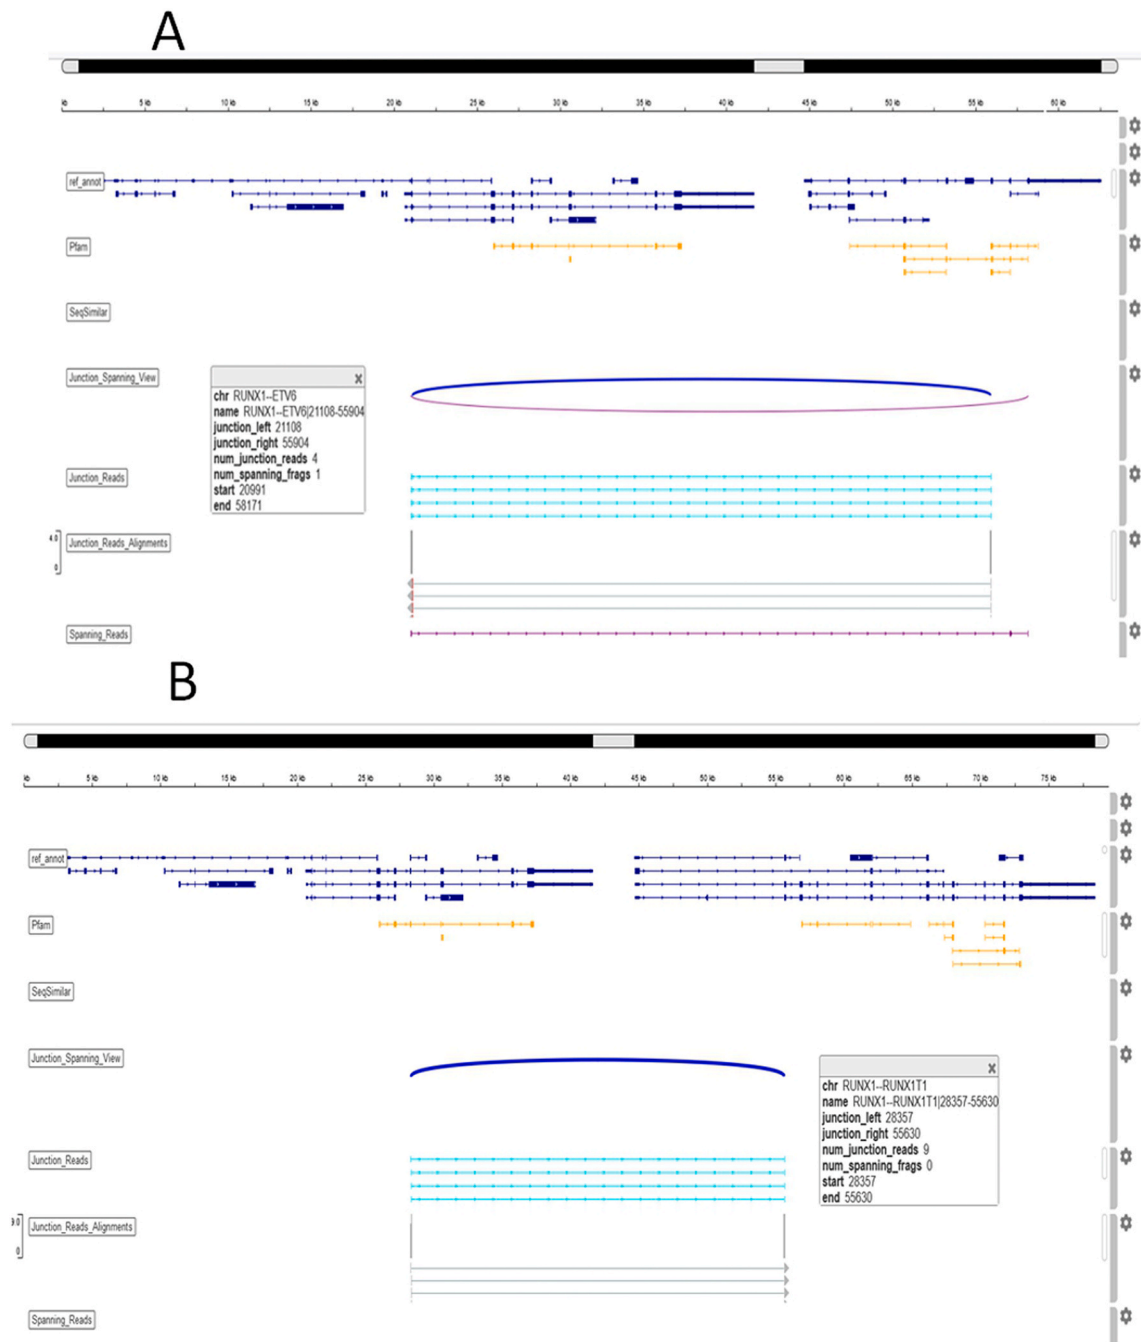 A
kb 5 kb 10 kb 15 kb 20 kb 25 kb 30 kb 35 kb 40 kb 45 kb 50 kb 55 kb 60 kb
ref_annot
Pfam
SeqSimilar
Junction_Spanning_View
x
chr RUNX1--ETV6
name RUNX1--ETV6|21108-55904
junction_left 21108
junction_right 55904
num_junction_reads 4
num_spanning_frags 1
start 20991
end 58171
Junction_Reads
4.0
Junction_Reads_Alignments
0
Spanning_Reads
B
kb 5 kb 10 kb 15 kb 20 kb 25 kb 30 kb 35 kb 40 kb 45 kb 50 kb 55 kb 60 kb 65 kb 70 kb 75 kb
ref_annot
Pfam
SeqSimilar
Junction_Spanning_View
x
chr RUNX1--RUNX1T1
name RUNX1--RUNX1T1|28357-55630
junction_left 28357
junction_right 55630
num_junction_reads 9
num_spanning_frags 0
start 28357
end 55630
Junction_Reads
9.0
Junction_Reads_Alignments
0
Spanning_Reads